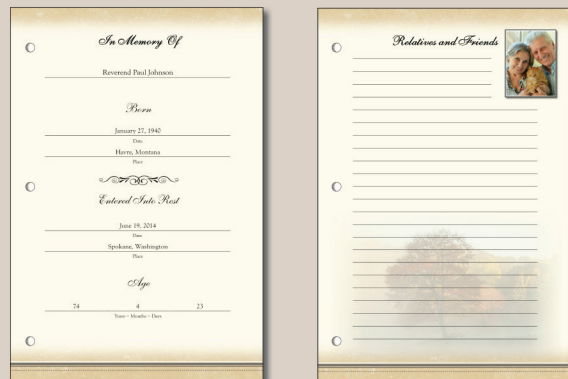 In Memory Of
Reverend Paul Johnson
Born
January 27, 1940
Date
Havre, Montana
Place
Entered Into Rest
June 19, 2014
Date
Spokane, Washington
Place
Age
74 4 23
Years ~ Months ~ Days
Relatives and Friends